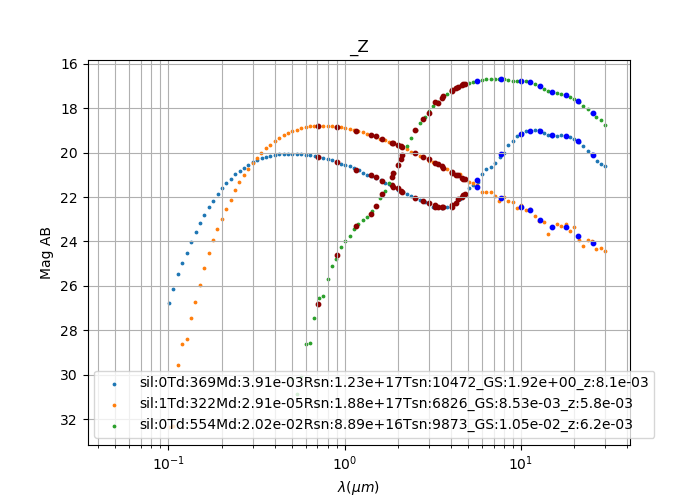 _Z
16
18
20
22
24
26
28
30
32
Mag AB
sil:0Td:369Md:3.91e-03Rsn:1.23e+17Tsn:10472_GS:1.92e+00_z:8.1e-03
sil:1Td:322Md:2.91e-05Rsn:1.88e+17Tsn:6826_GS:8.53e-03_z:5.8e-03
sil:0Td:554Md:2.02e-02Rsn:8.89e+16Tsn:9873_GS:1.05e-02_z:6.2e-03
10⁻¹ 10⁰ 10¹
λ(μm)